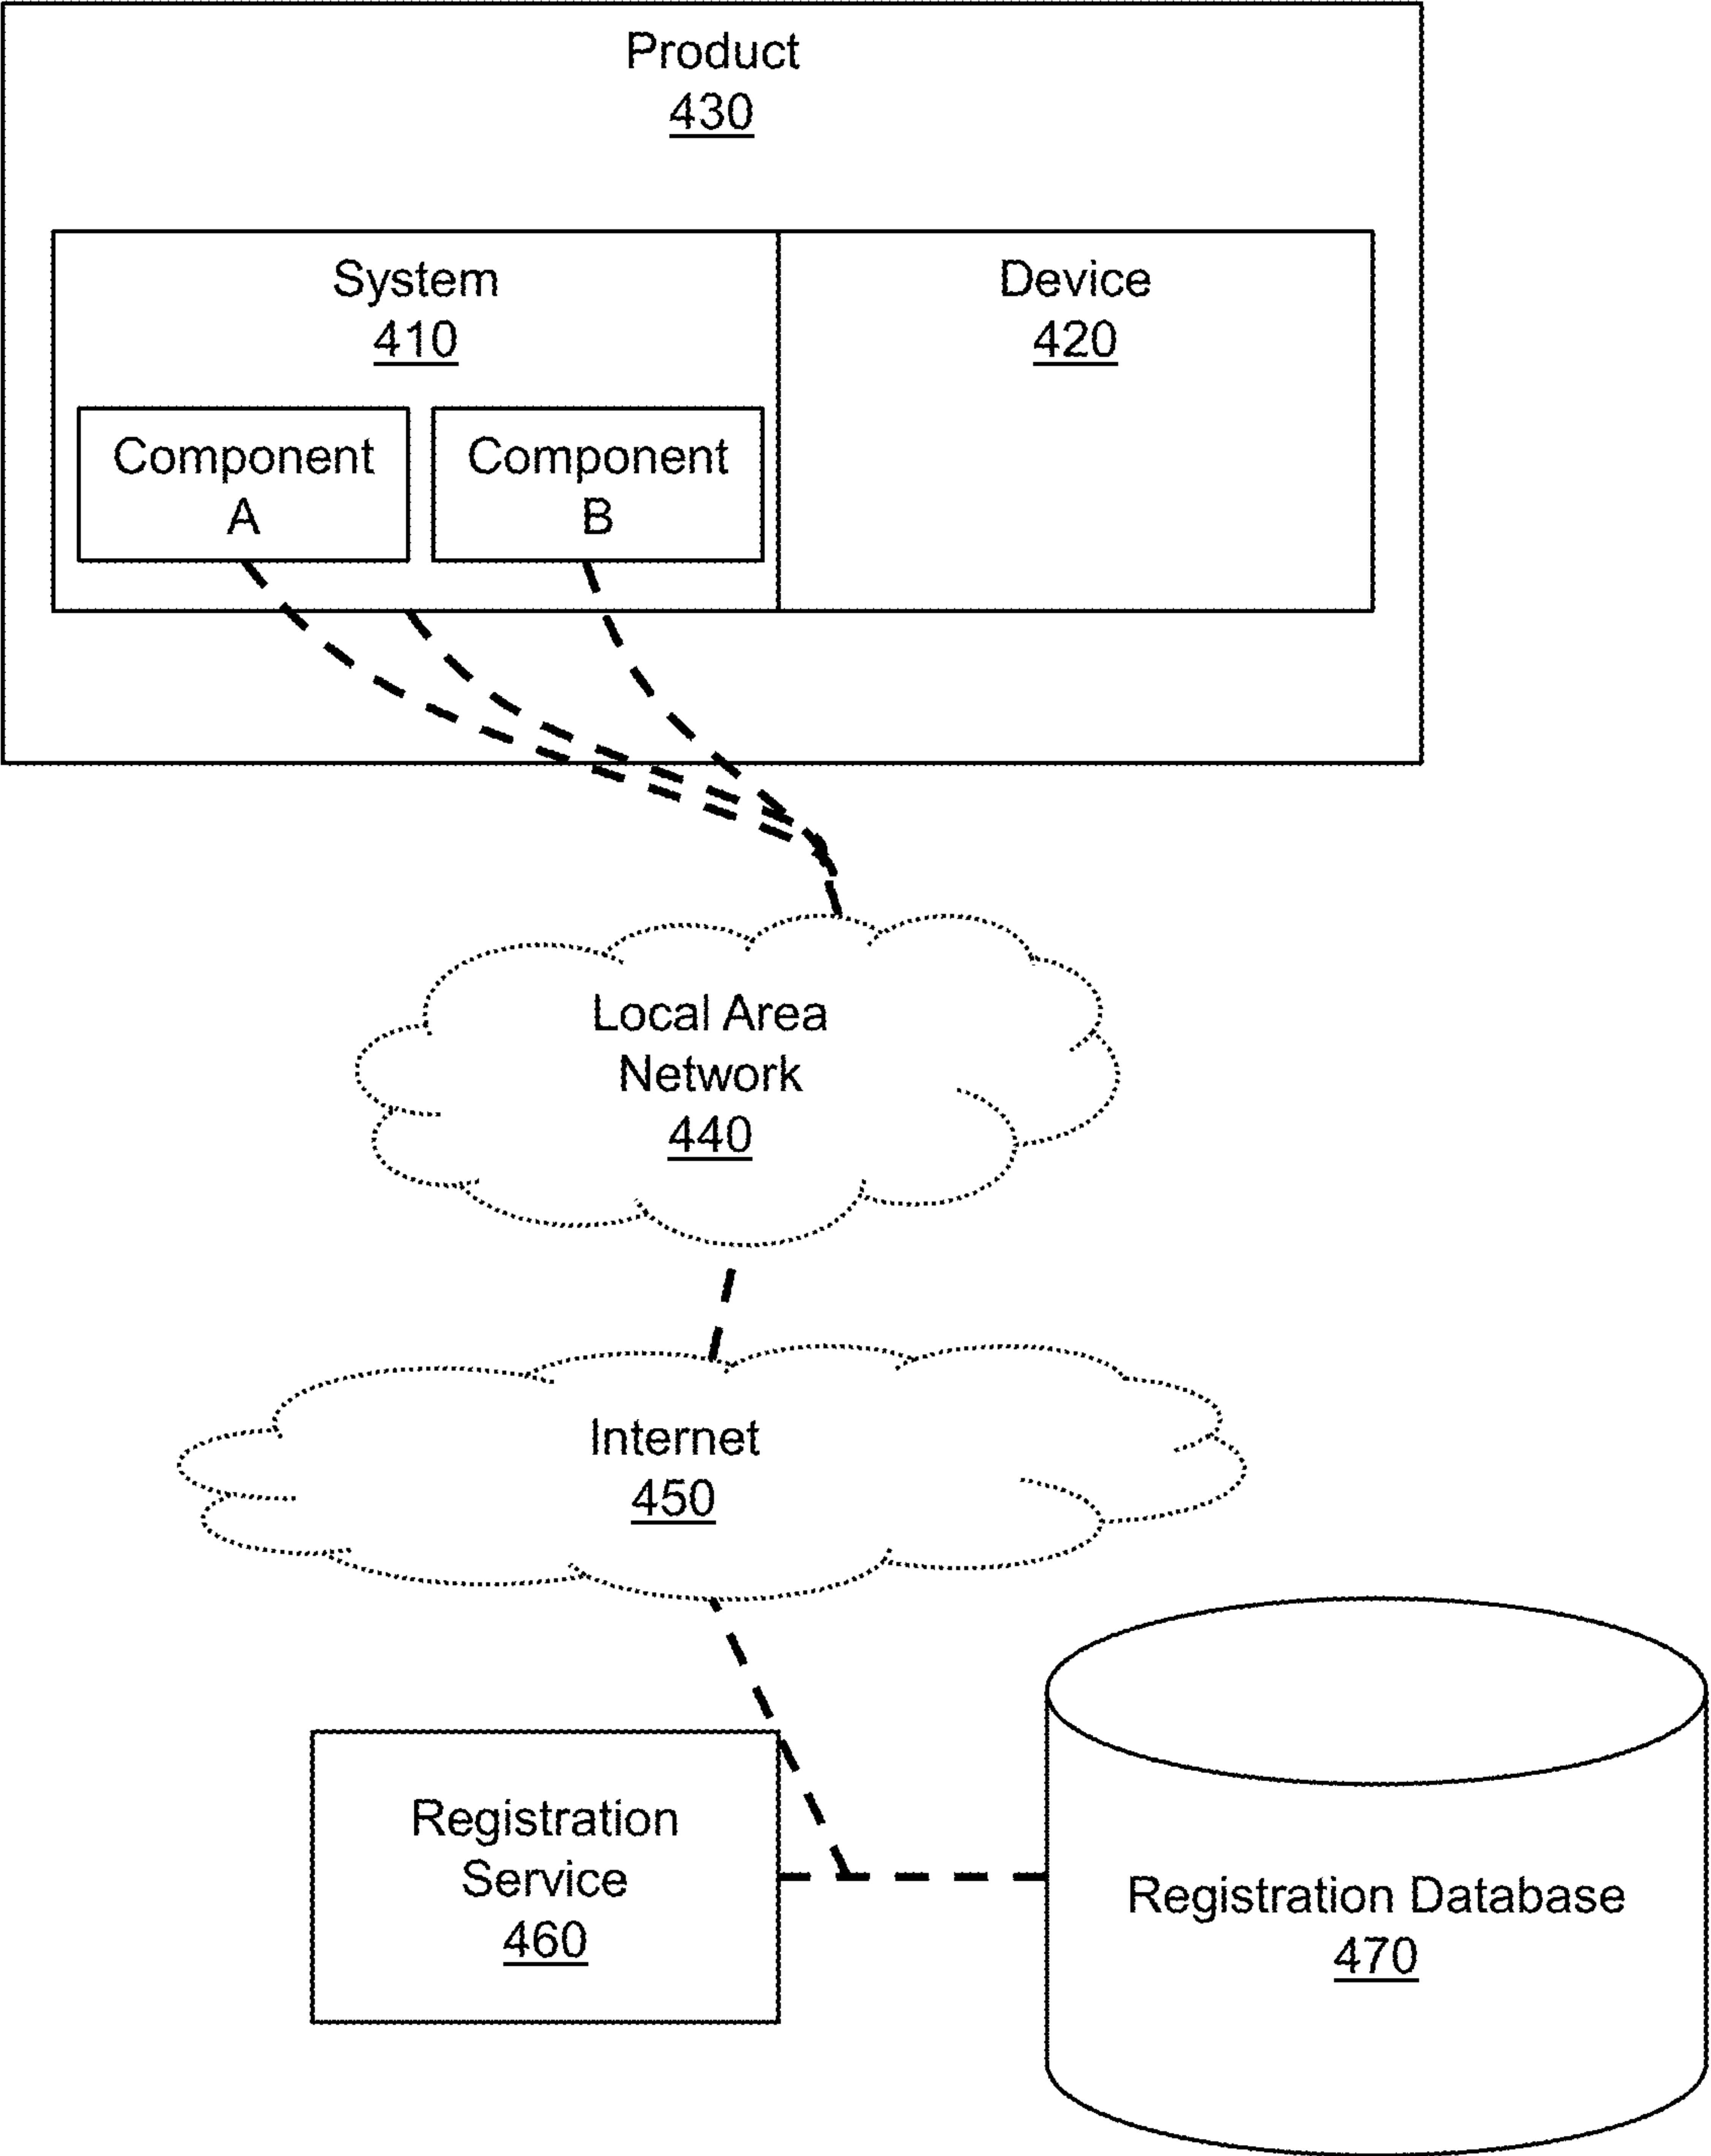 Product
430
System
410
Device
420
Component
A
Component
B
Local Area
Network
440
Internet
450
Registration
Service
460
Registration Database
470